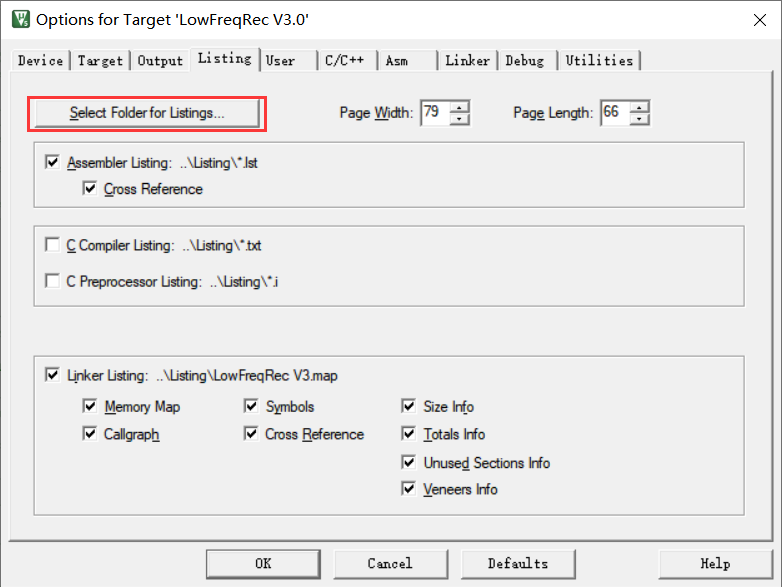 Options for Target 'LowFreqRec V3.0'
Device Target Output Listing User C/C++ Asm Linker Debug Utilities
Select Folder for Listings... Page Width: 79 Page Length: 66
Assembler Listing: ..\Listing\*.lst
Cross Reference
C Compiler Listing: ..\Listing\*.txt
C Preprocessor Listing: ..\Listing\*.i
Linker Listing: ..\Listing\LowFreqRec V3.map
Memory Map Symbols Size Info
Callgraph Cross Reference Totals Info
Unused Sections Info
Veneers Info
OK Cancel Defaults Help